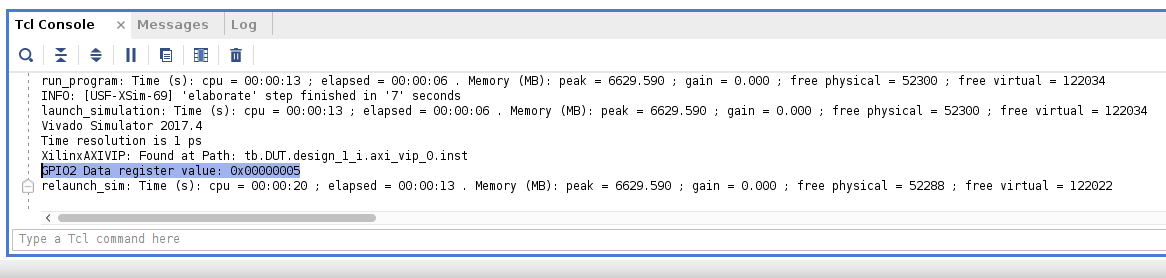 Tcl Console × Messages Log
run_program: Time (s): cpu = 00:00:13 ; elapsed = 00:00:06 . Memory (MB): peak = 6629.590 ; gain = 0.000 ; free physical = 52300 ; free virtual = 122034
INFO: [USF-XSim-69] 'elaborate' step finished in '7' seconds
launch_simulation: Time (s): cpu = 00:00:13 ; elapsed = 00:00:06 . Memory (MB): peak = 6629.590 ; gain = 0.000 ; free physical = 52300 ; free virtual = 122034
Vivado Simulator 2017.4
Time resolution is 1 ps
XilinxAXIVIP: Found at Path: tb.DUT.design_1_i.axi_vip_0.inst
GPIO2 Data register value: 0x00000005
relaunch_sim: Time (s): cpu = 00:00:20 ; elapsed = 00:00:13 . Memory (MB): peak = 6629.590 ; gain = 0.000 ; free physical = 52288 ; free virtual = 122022
Type a Tcl command here